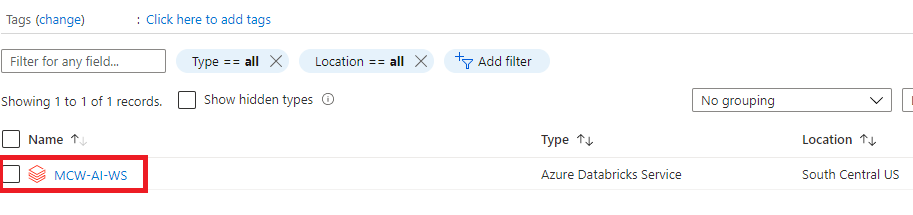 Tags (change) : Click here to add tags
Filter for any field... Type == all Location == all Add filter
Showing 1 to 1 of 1 records. Show hidden types No grouping
Name Type Location
MCW-AI-WS Azure Databricks Service South Central US